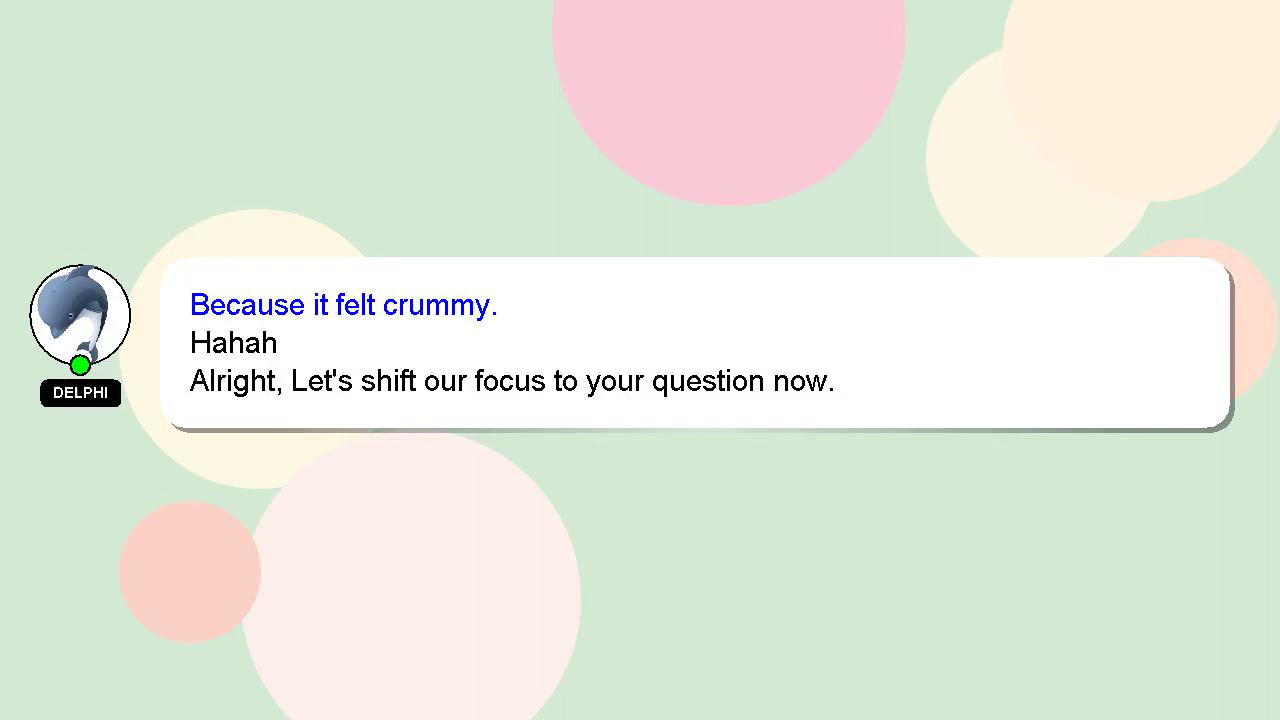 Because it felt crummy.
Hahah
Alright, Let's shift our focus to your question now.
DELPHI